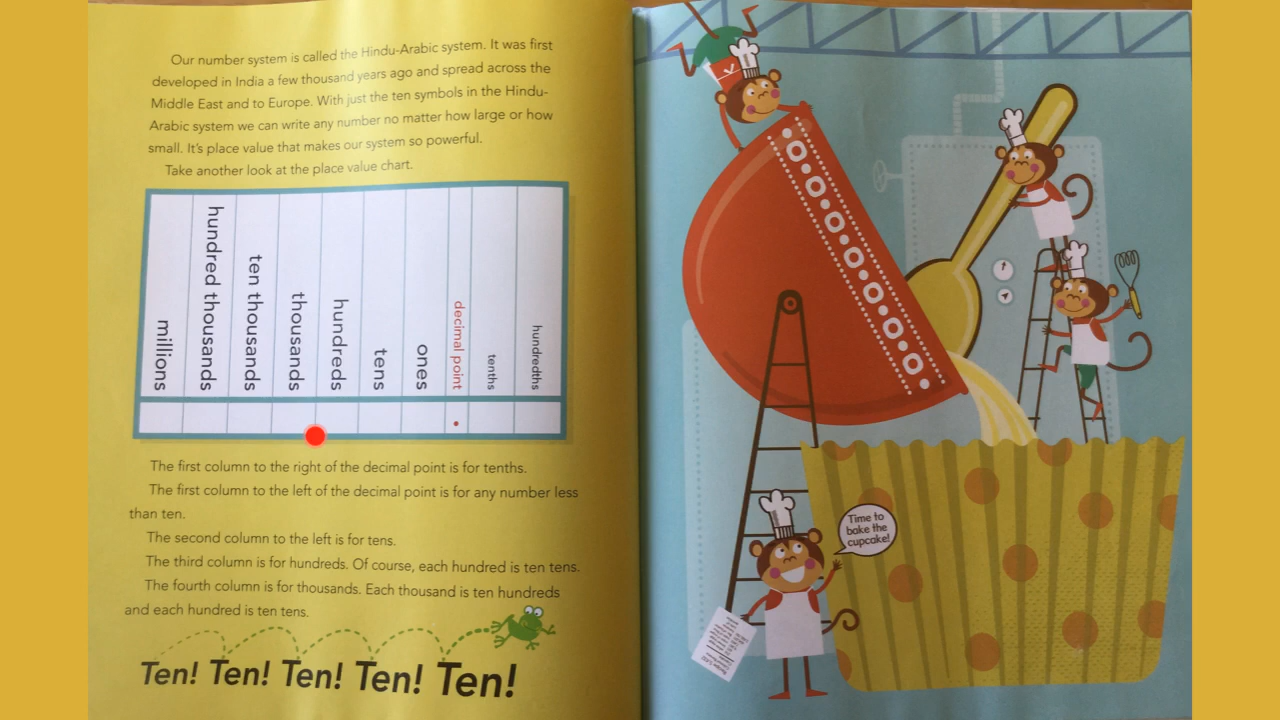 Our number system is called the Hindu-Arabic system. It was first
developed in India a few thousand years ago and spread across the
Middle East and to Europe. With just the ten symbols in the Hindu-
Arabic system we can write any number no matter how large or how
small. It's place value that makes our system so powerful.
Take another look at the place value chart.
millions
hundred thousands
ten thousands
thousands
hundreds
tens
ones
decimal point
tenths
hundredths
.
The first column to the right of the decimal point is for tenths.
The first column to the left of the decimal point is for any number less
than ten.
The second column to the left is for tens.
The third column is for hundreds. Of course, each hundred is ten tens.
The fourth column is for thousands. Each thousand is ten hundreds
and each hundred is ten tens.
Ten! Ten! Ten! Ten! Ten!
Time to
bake the
cupcake!